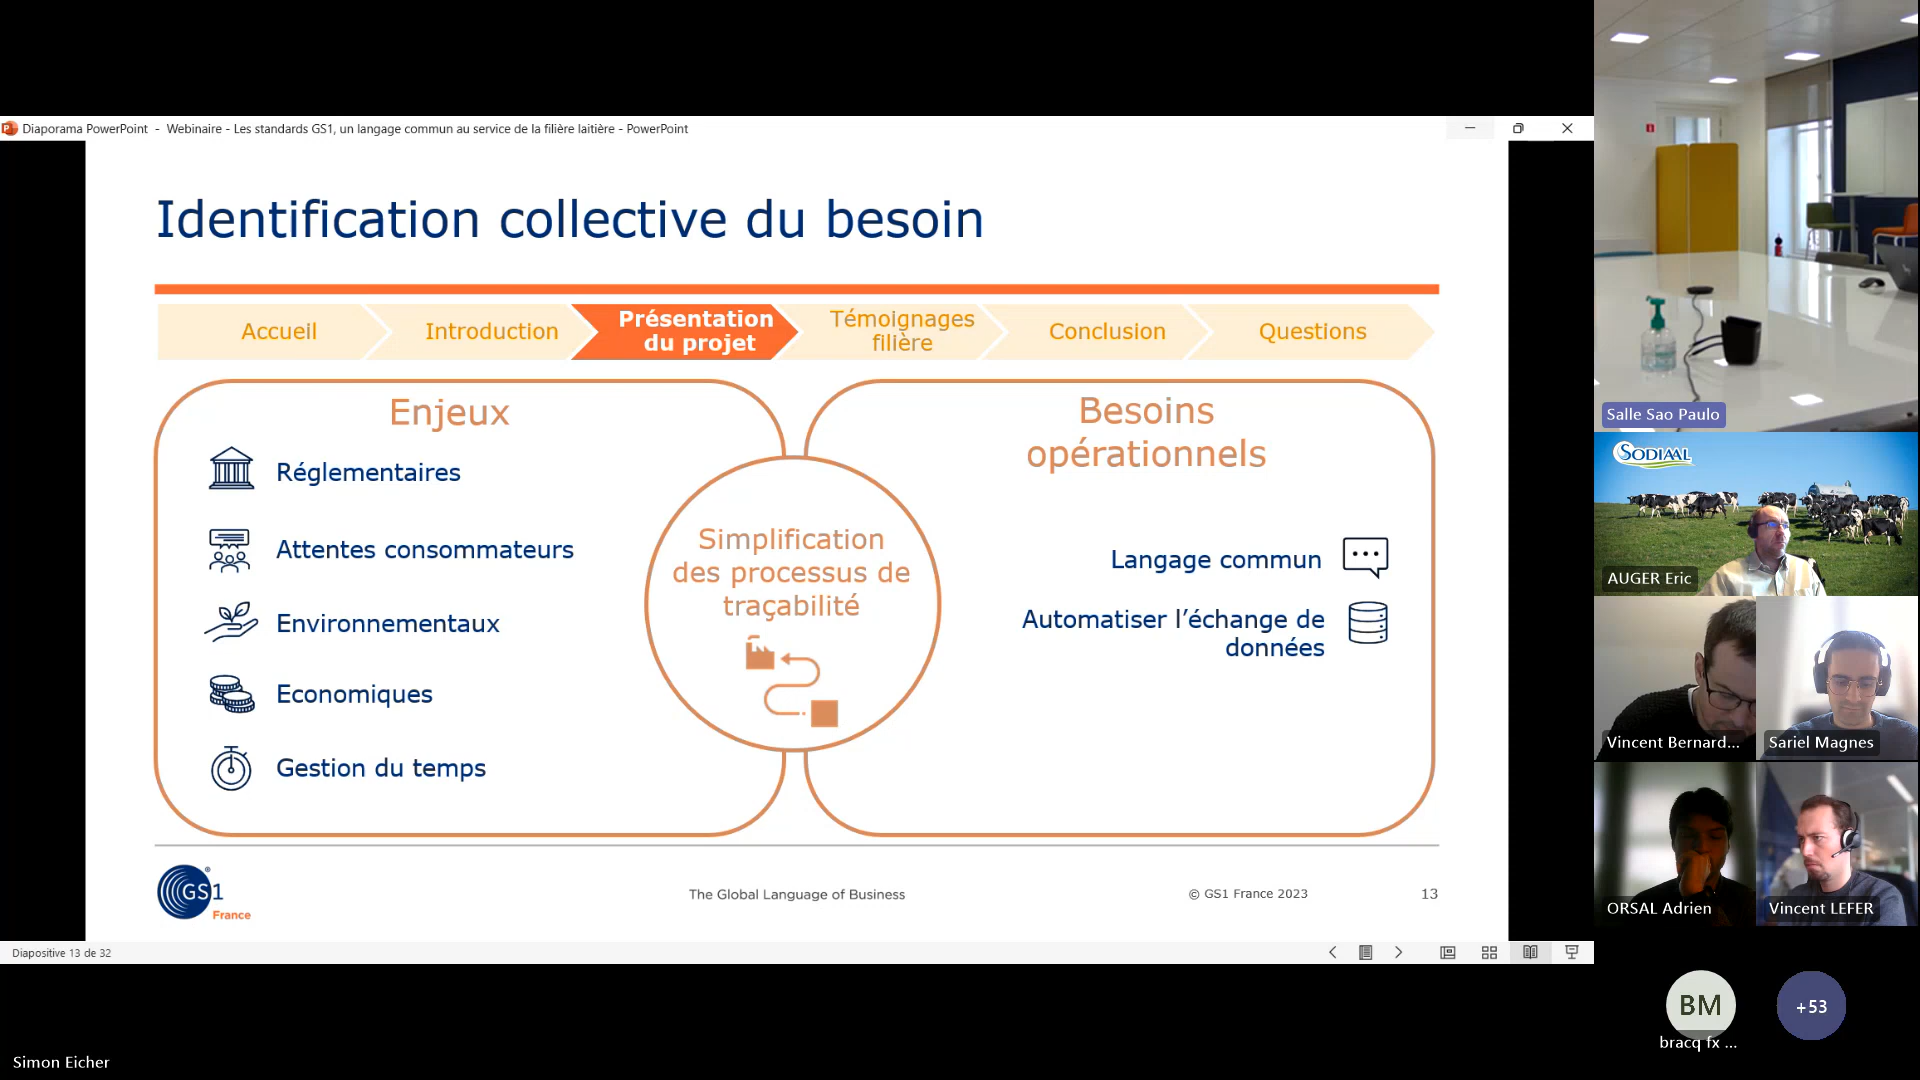 Diaporama PowerPoint - Webinaire - Les standards GS1, un langage commun au service de la filière laitière - PowerPoint
Identification collective du besoin
Accueil
Introduction
Présentation
du projet
Témoignages
filière
Conclusion
Questions
Enjeux
Réglementaires
Attentes consommateurs
Environnementaux
Economiques
Gestion du temps
Simplification
des processus de
traçabilité
Besoins
opérationnels
Langage commun
Automatiser l’échange de
données
GS1
France
The Global Language of Business
© GS1 France 2023
13
Diapositive 13 de 32
Simon Eicher
Salle Sao Paulo
SODIAAL
AUGER Eric
Vincent Bernard...
Sariel Magnes
ORSAL Adrien
Vincent LEFER
BM
bracq fx ...
+53